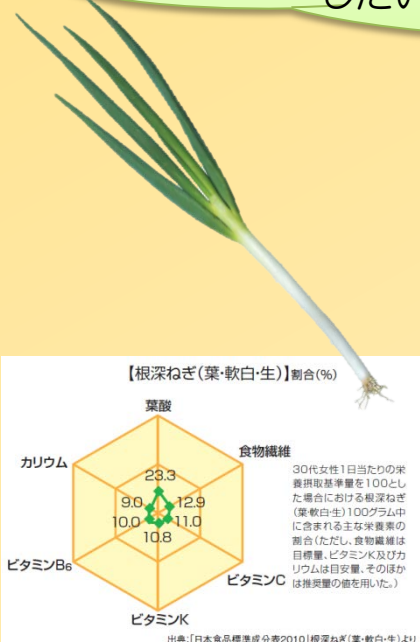 したい
【根深ねぎ(葉・軟白・生)】割合(%)
葉酸
食物繊維
ビタミンC
ビタミンK
ビタミンB₆
カリウム
23.3
12.9
11.0
10.8
10.0
9.0
30代女性1日当たりの栄
養摂取基準量を100とし
た場合における根深ねぎ
(葉・軟白・生)100グラム中
に含まれる主な栄養素の
割合(ただし、食物繊維は
目標量、ビタミンK及びカ
リウムは目安量、そのほか
は推奨量の値を用いた。)
出典:「日本食品標準成分表2010」根深ねぎ(葉・軟白・生)より